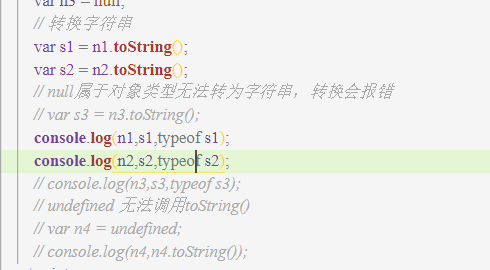 var n3 = null;
// 转换字符串
var s1 = n1.toString();
var s2 = n2.toString();
// null属于对象类型无法转为字符串，转换会报错
// var s3 = n3.toString();
console.log(n1,s1,typeof s1);
console.log(n2,s2,typeof s2);
// console.log(n3,s3,typeof s3);
// undefined 无法调用toString()
// var n4 = undefined;
// console.log(n4,n4.toString());